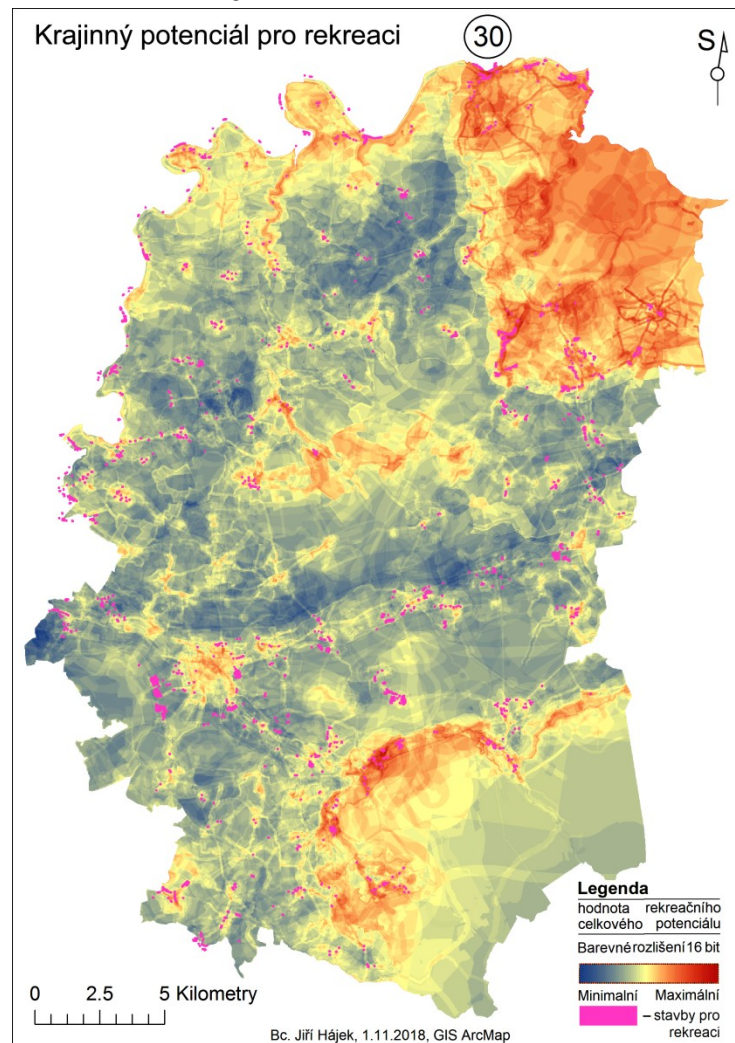 Krajinný potenciál pro rekreaci
30
S
Legenda
hodnota rekreačního
celkového potenciálu
Barevné rozlišení 16 bit
Minimalní Maximální
– stavby pro
rekreaci
0 2.5 5 Kilometry
Bc. Jiří Hájek, 1.11.2018, GIS ArcMap